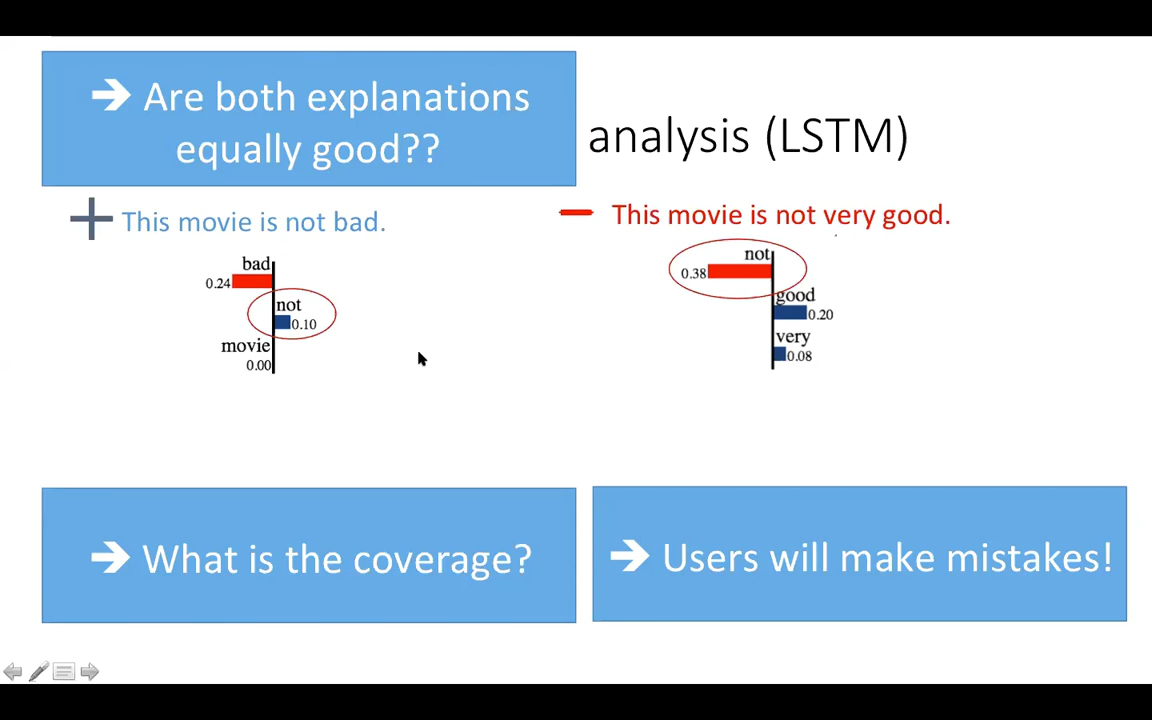 ➔ Are both explanations
equally good??
analysis (LSTM)
+ This movie is not bad.
bad
0.24
not
0.10
movie
0.00
− This movie is not very good.
not
0.38
good
0.20
very
0.08
➔ What is the coverage?
➔ Users will make mistakes!